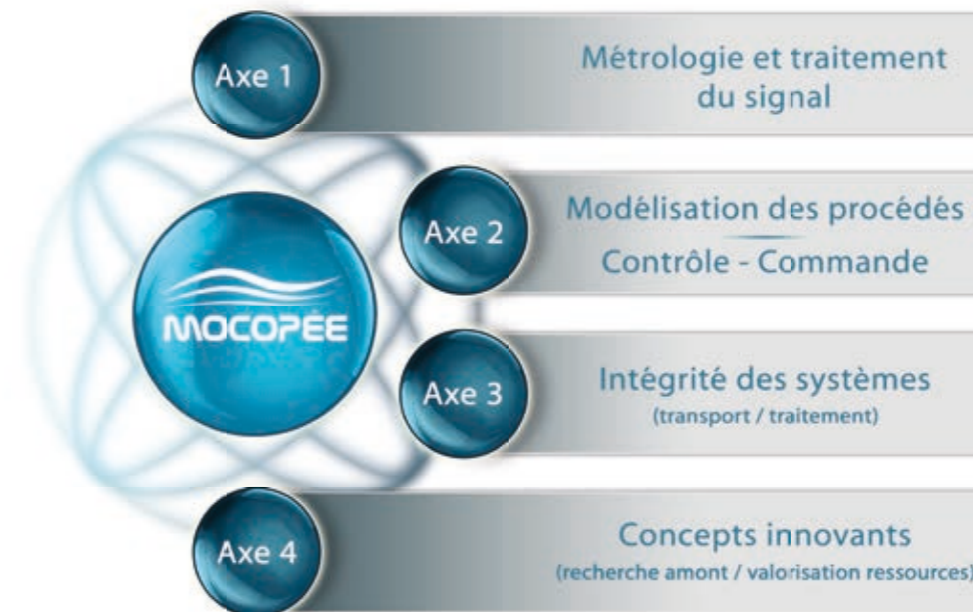 Axe 1
Métrologie et traitement
du signal
MOCOPÉE
Axe 2
Modélisation des procédés
Contrôle - Commande
Axe 3
Intégrité des systèmes
(transport / traitement)
Axe 4
Concepts innovants
(recherche amont / valorisation ressources)